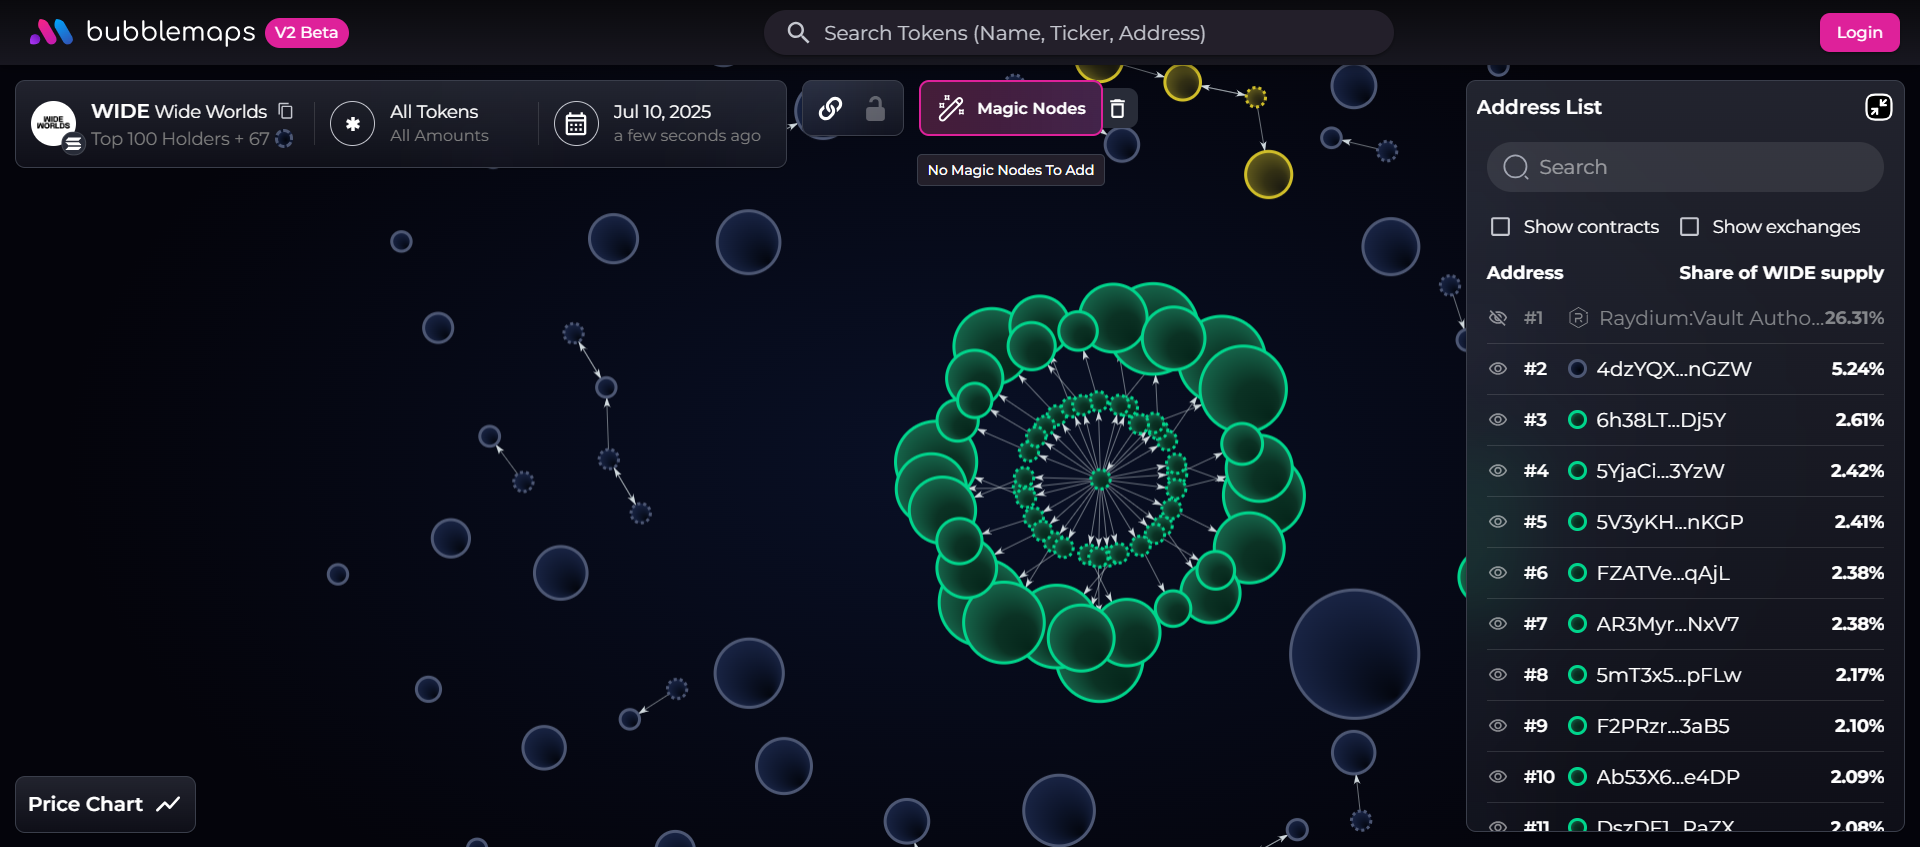 bubblemaps V2 Beta
Search Tokens (Name, Ticker, Address)
Login
WIDE WORLDS
WIDE Wide Worlds
Top 100 Holders + 67
All Tokens
All Amounts
Jul 10, 2025
a few seconds ago
Magic Nodes
No Magic Nodes To Add
Address List
Search
Show contracts Show exchanges
Address Share of WIDE supply
#1 Raydium:Vault Autho... 26.31%
#2 4dzYQX...nGZW 5.24%
#3 6h38LT...Dj5Y 2.61%
#4 5YjaCi...3YzW 2.42%
#5 5V3yKH...nKGP 2.41%
#6 FZATVe...qAjL 2.38%
#7 AR3Myr...NxV7 2.38%
#8 5mT3x5...pFLw 2.17%
#9 F2PRzr...3aB5 2.10%
#10 Ab53X6...e4DP 2.09%
#11 2.08%
Price Chart